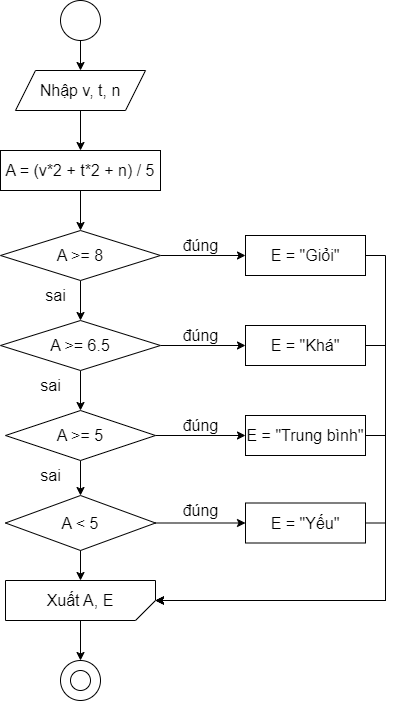 Nhập v, t, n
A = (v*2 + t*2 + n) / 5
A >= 8
đúng
E = "Giỏi"
sai
A >= 6.5
đúng
E = "Khá"
sai
A >= 5
đúng
E = "Trung bình"
sai
A < 5
đúng
E = "Yếu"
Xuất A, E